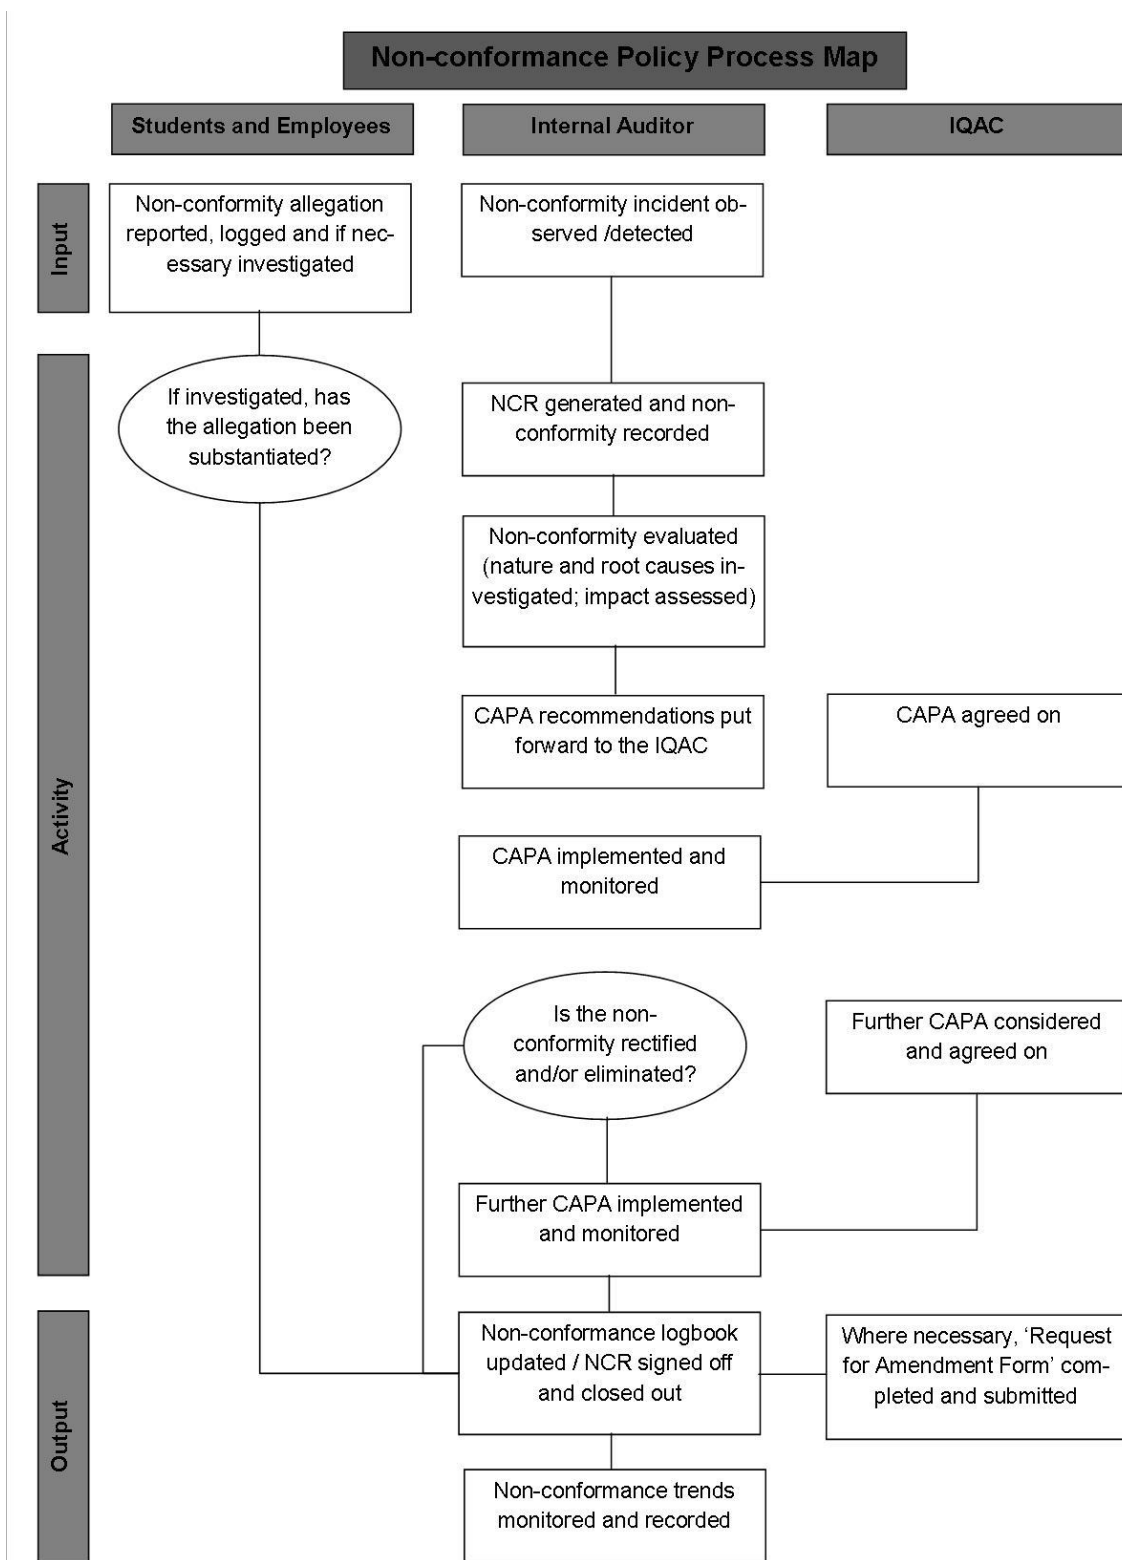 Non-conformance Policy Process Map
Students and Employees
Internal Auditor
IQAC
Input
Non-conformity allegation
reported, logged and if nec-
essary investigated
Non-conformity incident ob-
served /detected
Activity
If investigated, has
the allegation been
substantiated?
NCR generated and non-
conformity recorded
Non-conformity evaluated
(nature and root causes in-
vestigated; impact assessed)
CAPA recommendations put
forward to the IQAC
CAPA agreed on
CAPA implemented and
monitored
Is the non-
conformity rectified
and/or eliminated?
Further CAPA considered
and agreed on
Further CAPA implemented
and monitored
Output
Non-conformance logbook
updated / NCR signed off
and closed out
Where necessary, ‘Request
for Amendment Form’ com-
pleted and submitted
Non-conformance trends
monitored and recorded